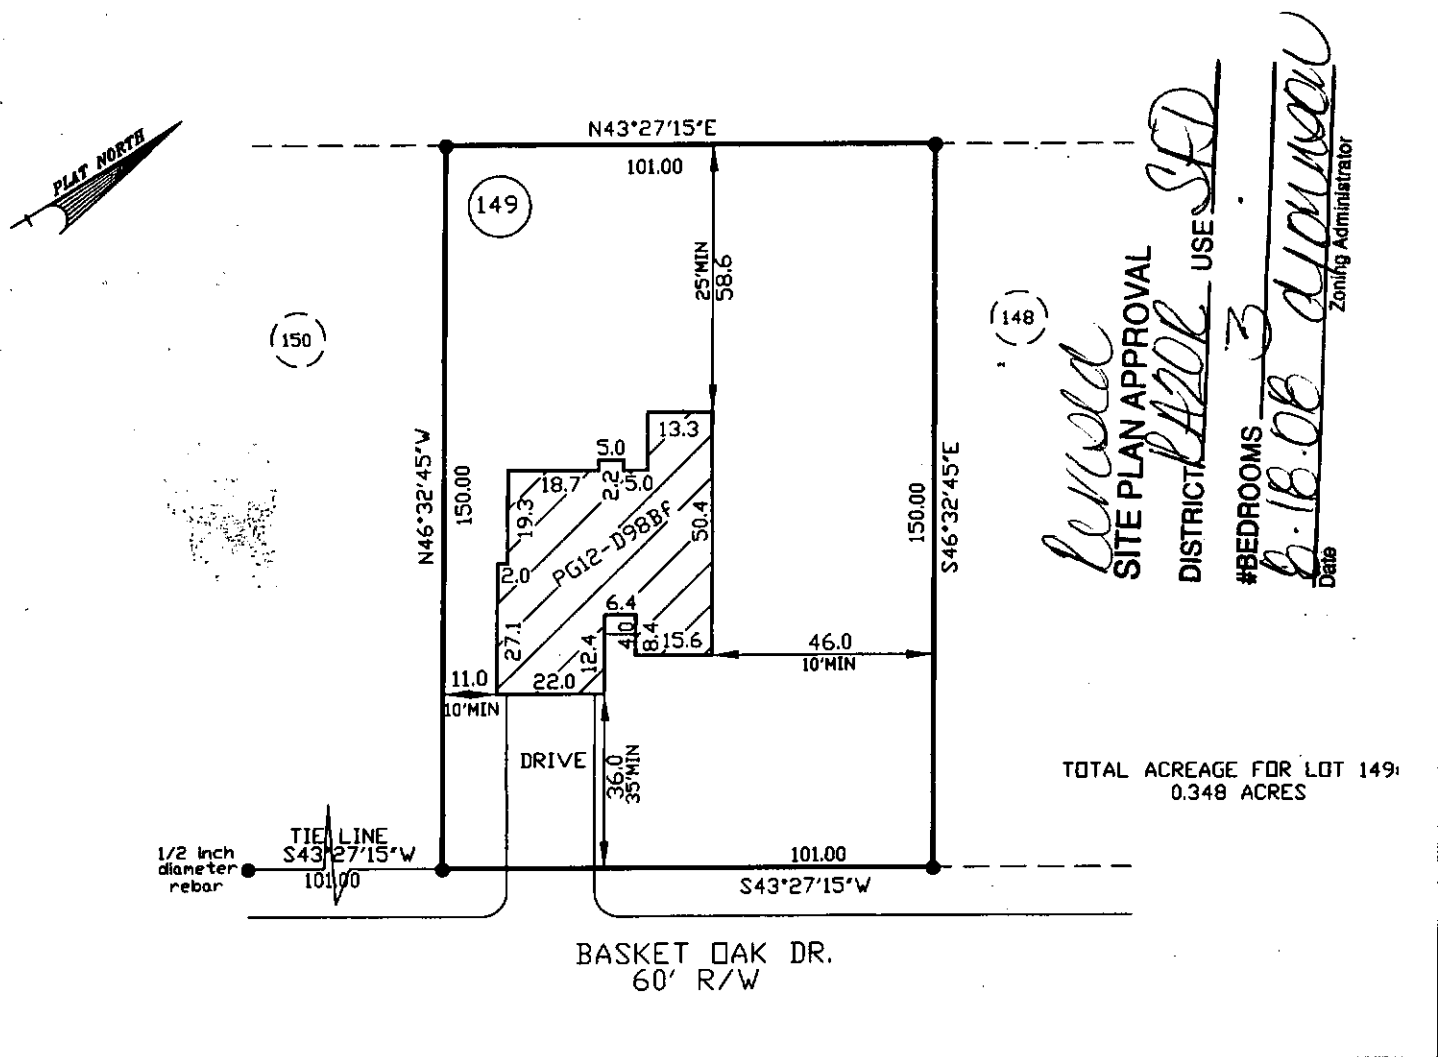 PLAT NORTH
N43°27'15"E
101.00
149
25'MIN
58.6
150
148
N46°32'45"W
150.00
150.00
S46°32'45"E
13.3
5.0
18.7
2.2
5.0
19.3
50.4
PG12-D98Bf
2.0
6.4
27.1
12.4
4.0
8.4
15.6
46.0
10'MIN
11.0
10'MIN
22.0
DRIVE
36.0
35'MIN
TOTAL ACREAGE FOR LOT 149:
0.348 ACRES
TIE LINE
S43°27'15"W
101.00
1/2 inch
diameter
rebar
101.00
S43°27'15"W
BASKET OAK DR.
60' R/W
Revised
SITE PLAN APPROVAL
DISTRICT RA20R USE SFD
#BEDROOMS 3
8.18.08
Date
Zoning Administrator